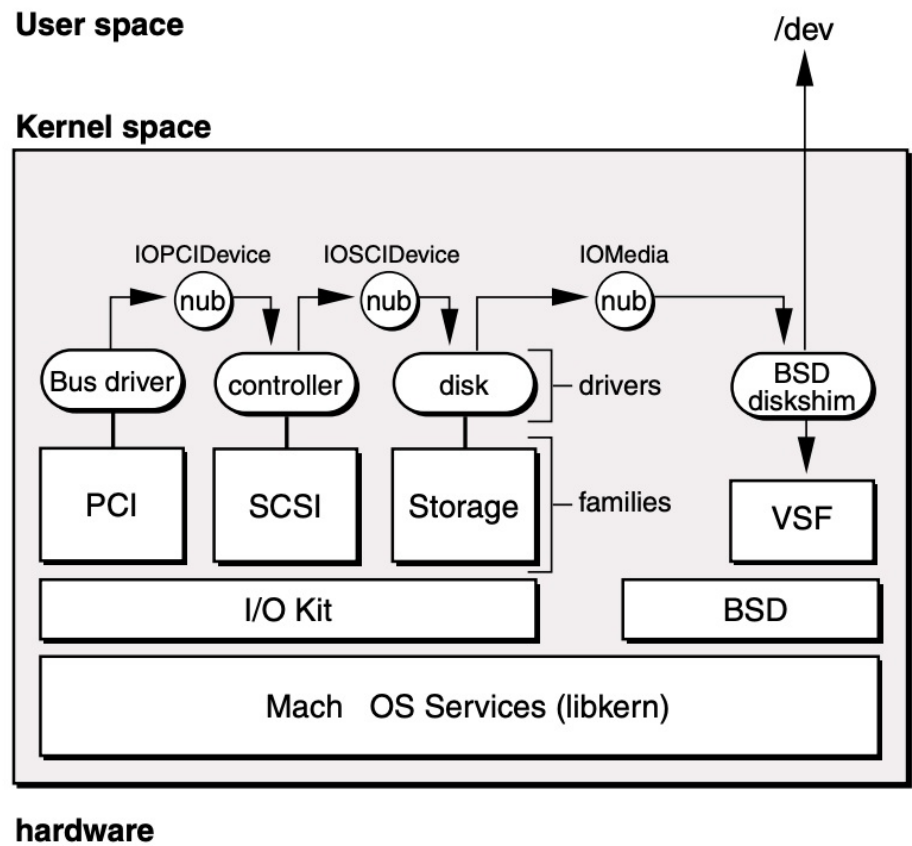 User space
/dev
Kernel space
IOPCIDevice
IOSCIDevice
IOMedia
nub
nub
nub
Bus driver
controller
disk
drivers
BSD
diskshim
PCI
SCSI
Storage
families
VSF
I/O Kit
BSD
Mach OS Services (libkern)
hardware